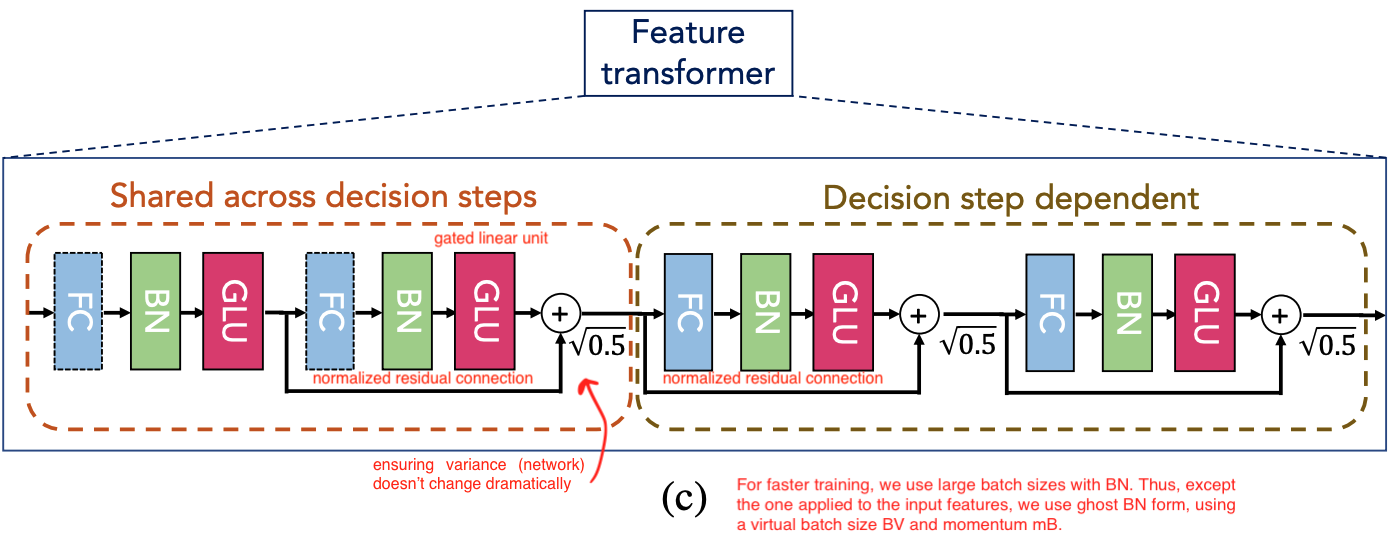 Feature
transformer
Shared across decision steps
Decision step dependent
gated linear unit
FC
BN
GLU
FC
BN
GLU
+
√0.5
FC
BN
GLU
+
√0.5
FC
BN
GLU
+
√0.5
normalized residual connection
normalized residual connection
ensuring variance (network)
doesn't change dramatically
(c)
For faster training, we use large batch sizes with BN. Thus, except
the one applied to the input features, we use ghost BN form, using
a virtual batch size BV and momentum mB.